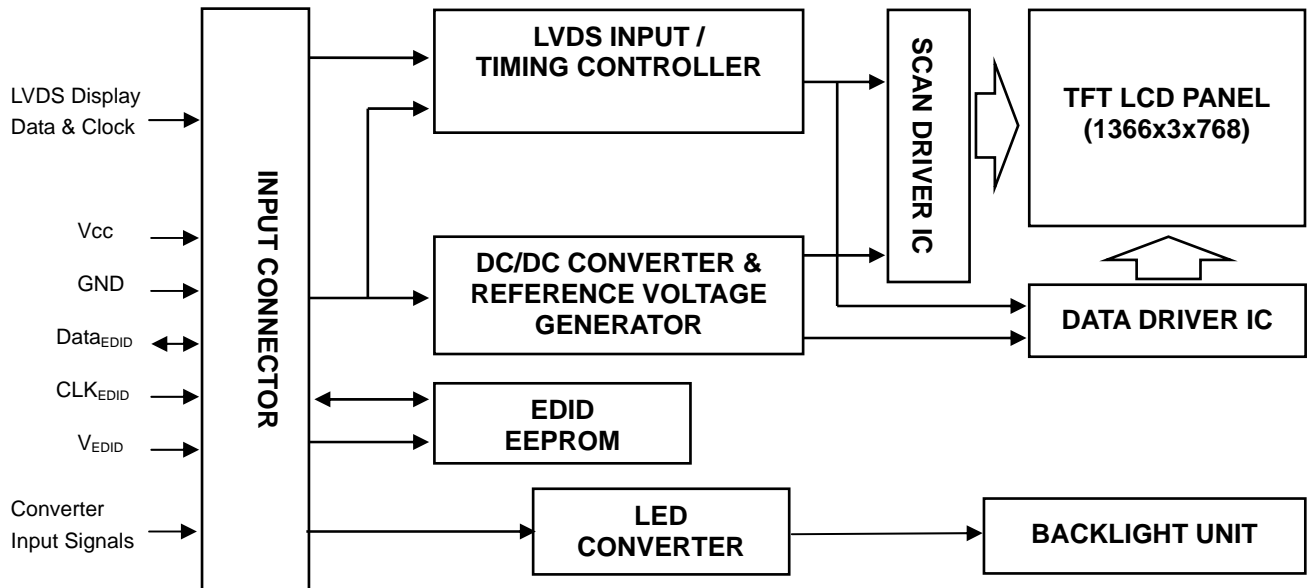 LVDS Display
Data & Clock
Vcc
GND
DataEDID
CLKEDID
VEDID
Converter
Input Signals
INPUT CONNECTOR
LVDS INPUT /
TIMING CONTROLLER
DC/DC CONVERTER &
REFERENCE VOLTAGE
GENERATOR
EDID
EEPROM
LED
CONVERTER
SCAN DRIVER IC
TFT LCD PANEL
(1366x3x768)
DATA DRIVER IC
BACKLIGHT UNIT